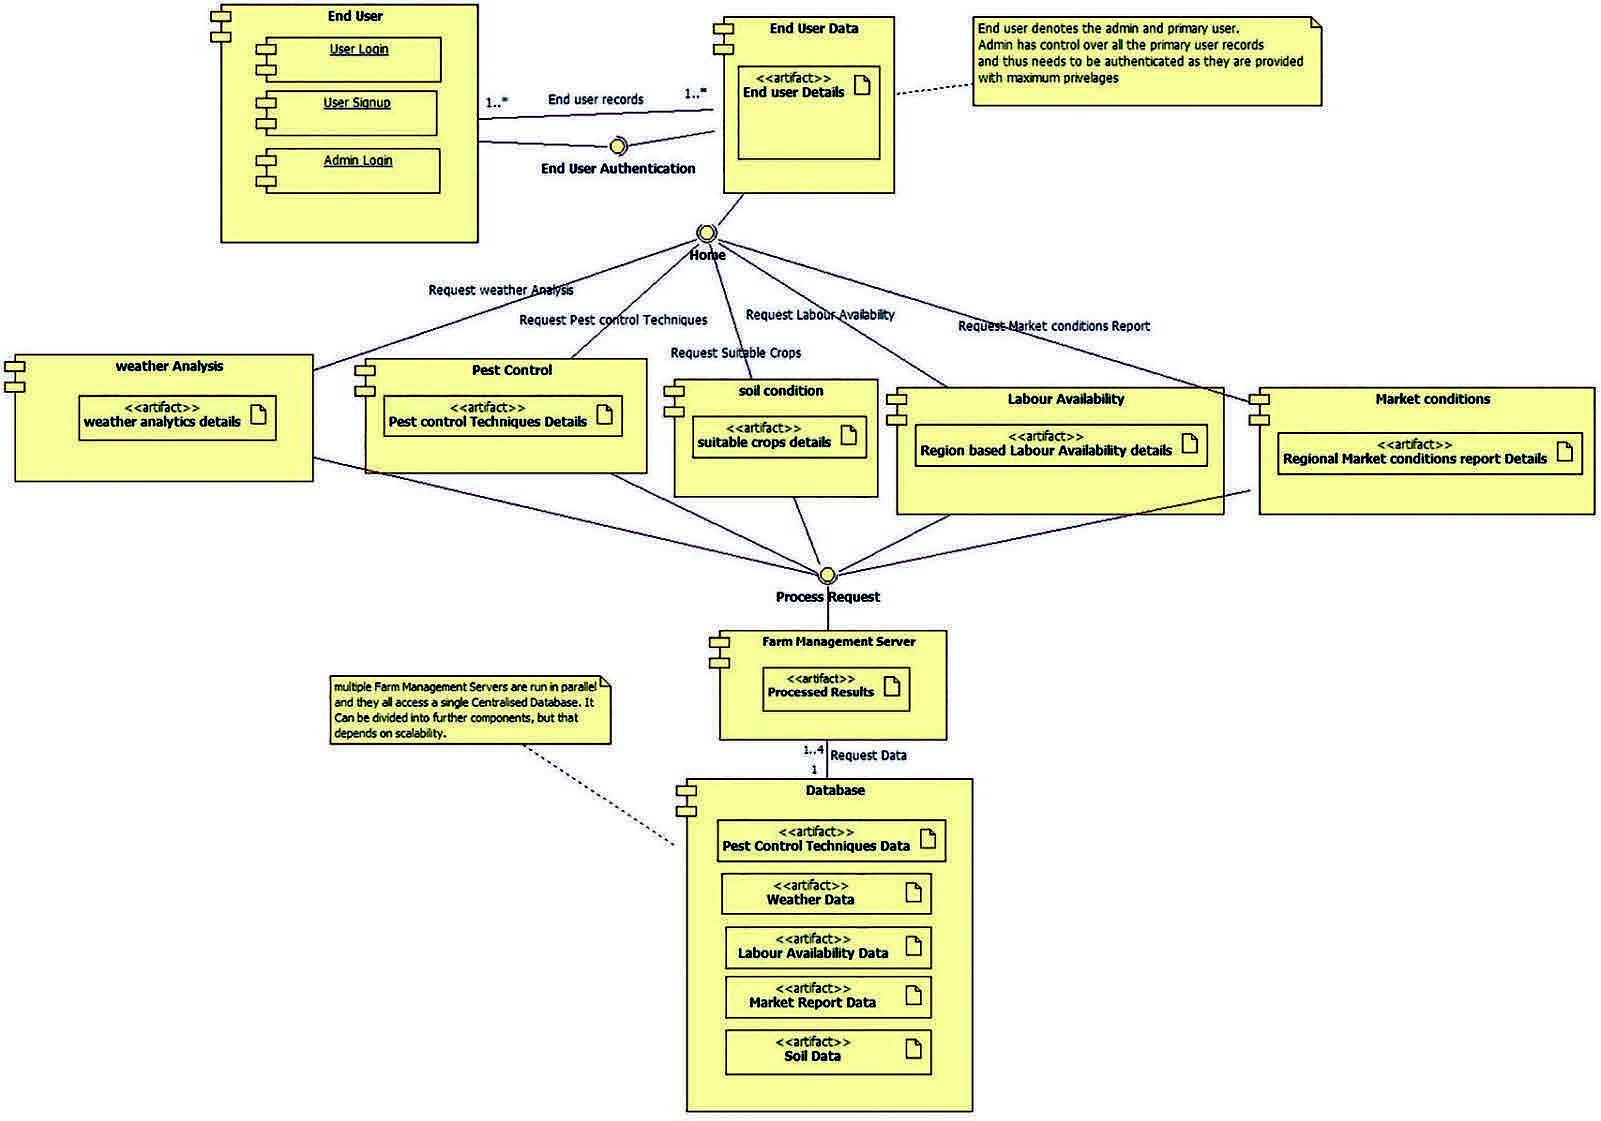 End User
User Login
User Signup
Admin Login
1..*
End user records
1..*
End User Authentication
End User Data
<<artifact>>
End user Details
End user denotes the admin and primary user.
Admin has control over all the primary user records
and thus needs to be authenticated as they are provided
with maximum privelages
Home
Request weather Analysis
Request Pest control Techniques
Request Suitable Crops
Request Labour Availability
Request Market conditions Report
weather Analysis
<<artifact>>
weather analytics details
Pest Control
<<artifact>>
Pest control Techniques Details
soil condition
<<artifact>>
suitable crops details
Labour Availability
<<artifact>>
Region based Labour Availability details
Market conditions
<<artifact>>
Regional Market conditions report Details
Process Request
Farm Management Server
<<artifact>>
Processed Results
multiple Farm Management Servers are run in parallel
and they all access a single Centralised Database. It
Can be divided into further components, but that
depends on scalability.
1..4
Request Data
1
Database
<<artifact>>
Pest Control Techniques Data
<<artifact>>
Weather Data
<<artifact>>
Labour Availability Data
<<artifact>>
Market Report Data
<<artifact>>
Soil Data